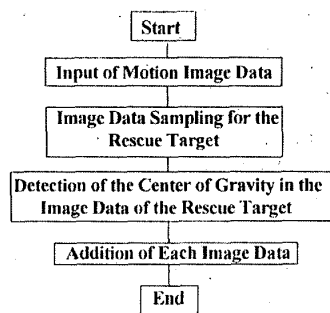 Start
Input of Motion Image Data
Image Data Sampling for the
Rescue Target
Detection of the Center of Gravity in the
Image Data of the Rescue Target
Addition of Each Image Data
End